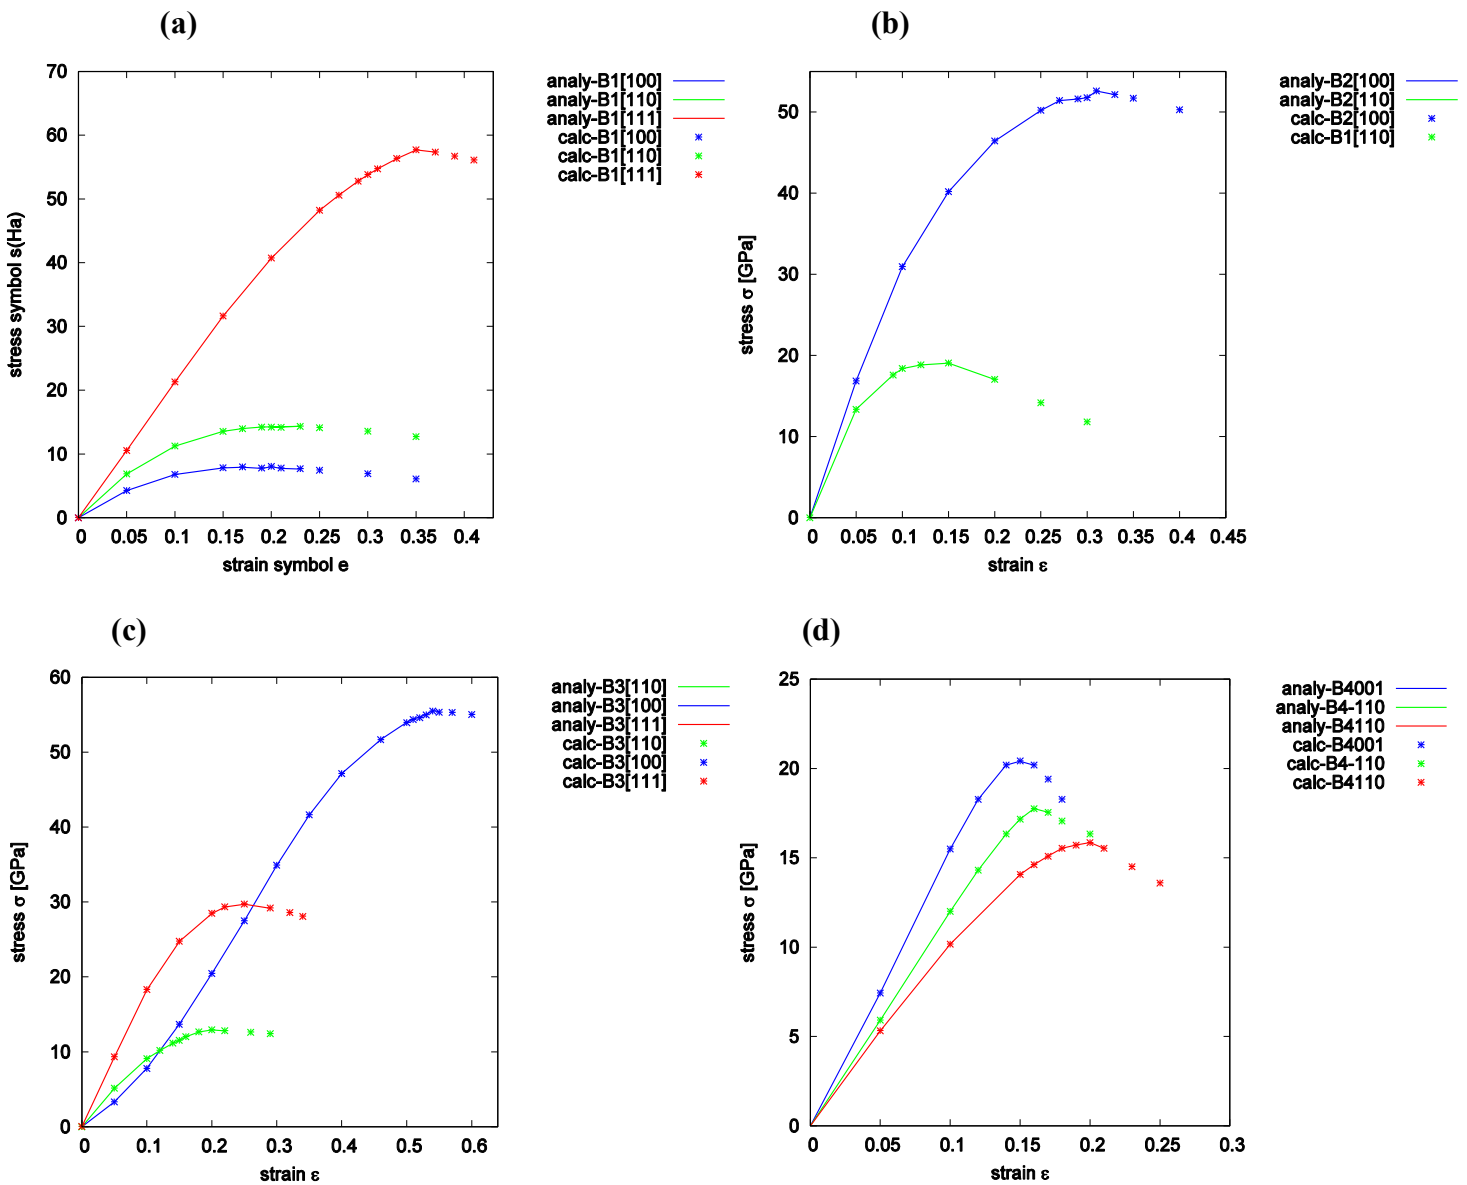 (a)
70
60
50
40
30
20
10
0
stress symbol s(Ha)
0 0.05 0.1 0.15 0.2 0.25 0.3 0.35 0.4
strain symbol e
analy-B1[100]
analy-B1[110]
analy-B1[111]
calc-B1[100]
calc-B1[110]
calc-B1[111]
(b)
50
40
30
20
10
0
stress σ [GPa]
0 0.05 0.1 0.15 0.2 0.25 0.3 0.35 0.4 0.45
strain ε
analy-B2[100]
analy-B2[110]
calc-B2[100]
calc-B1[110]
(c)
60
50
40
30
20
10
0
stress σ [GPa]
0 0.1 0.2 0.3 0.4 0.5 0.6
strain ε
analy-B3[110]
analy-B3[100]
analy-B3[111]
calc-B3[110]
calc-B3[100]
calc-B3[111]
(d)
25
20
15
10
5
0
stress σ [GPa]
0 0.05 0.1 0.15 0.2 0.25 0.3
strain ε
analy-B4001
analy-B4-110
analy-B4110
calc-B4001
calc-B4-110
calc-B4110